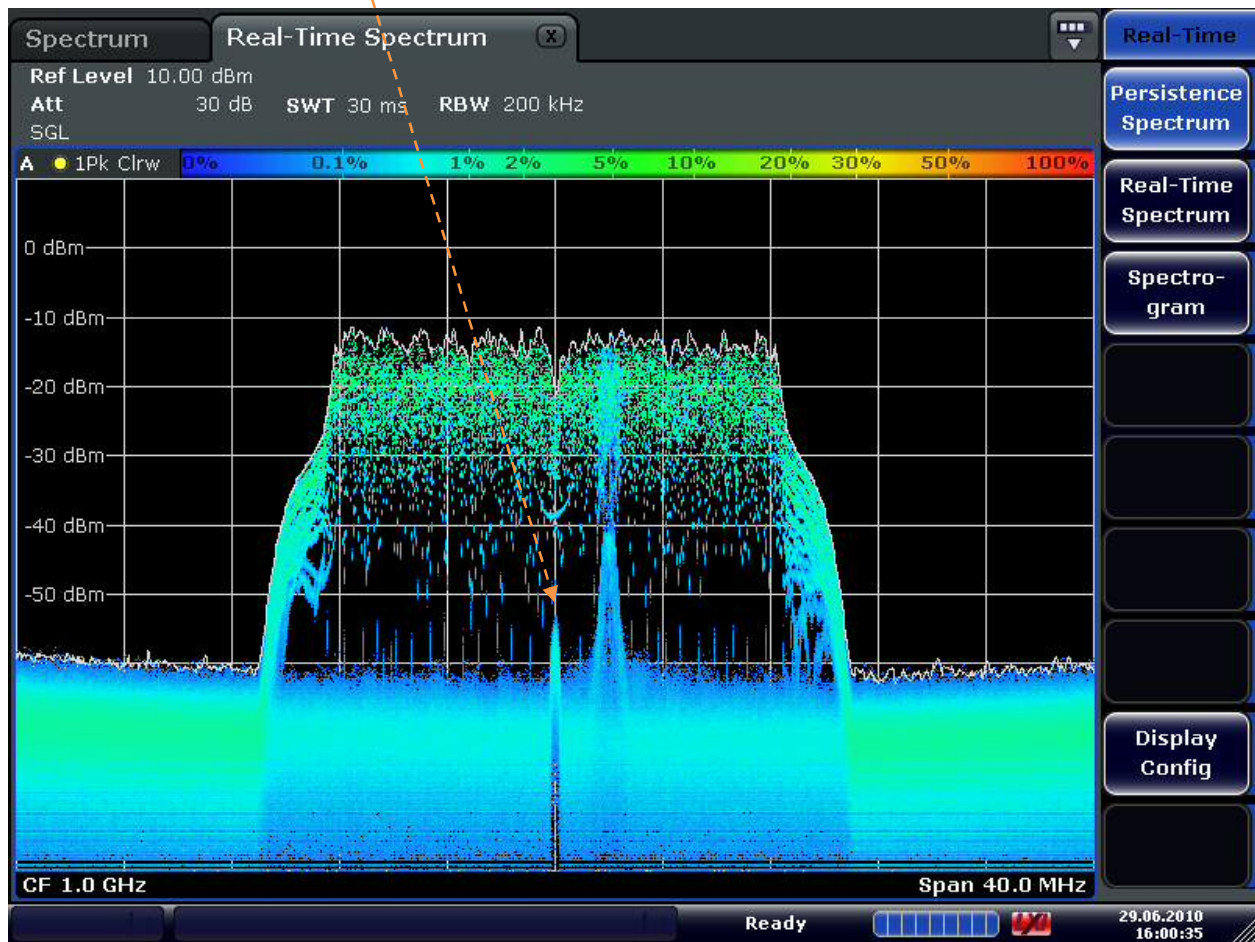 Spectrum
Real-Time Spectrum X
Real-Time
Ref Level 10.00 dBm
Att 30 dB SWT 30 ms RBW 200 kHz
SGL
A 1Pk Clrw 0% 0.1% 1% 2% 5% 10% 20% 30% 50% 100%
0 dBm
-10 dBm
-20 dBm
-30 dBm
-40 dBm
-50 dBm
CF 1.0 GHz
Span 40.0 MHz
Persistence
Spectrum
Real-Time
Spectrum
Spectro-
gram
Display
Config
Ready
LXI
29.06.2010
16:00:35